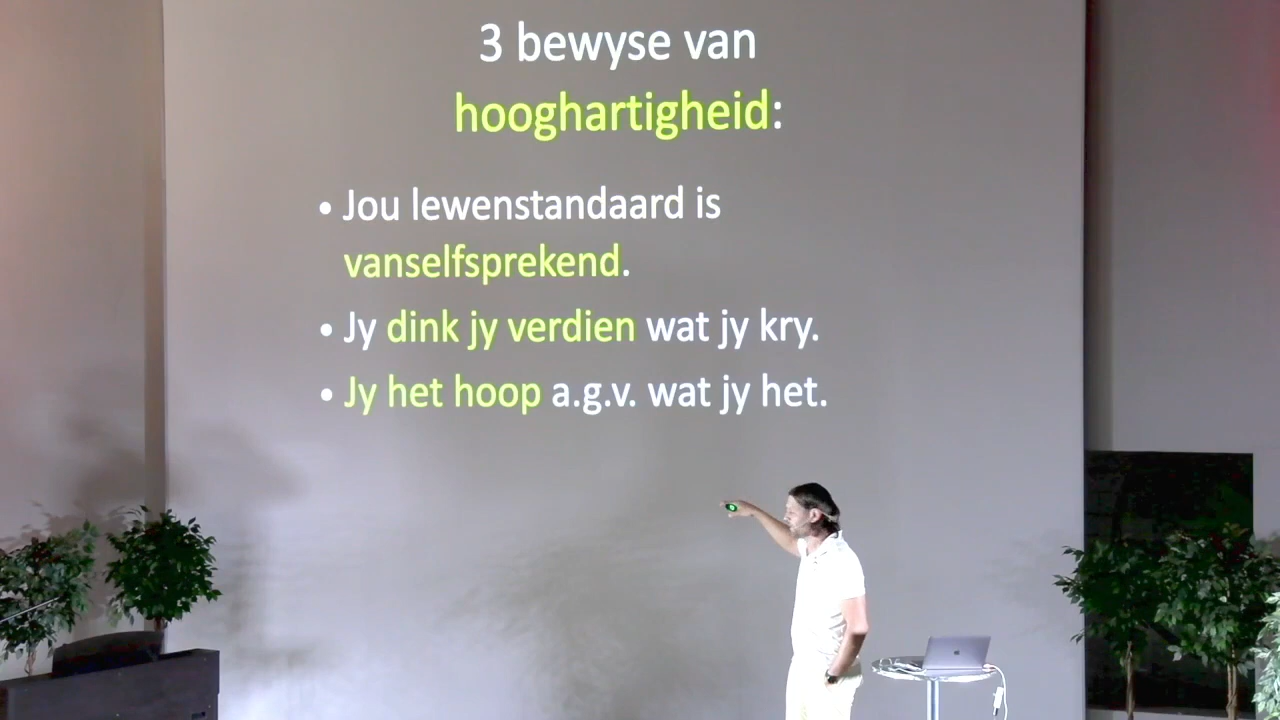 3 bewyse van
hooghartigheid:
• Jou lewenstandaard is
vanselfsprekend.
• Jy dink jy verdien wat jy kry.
• Jy het hoop a.g.v. wat jy het.